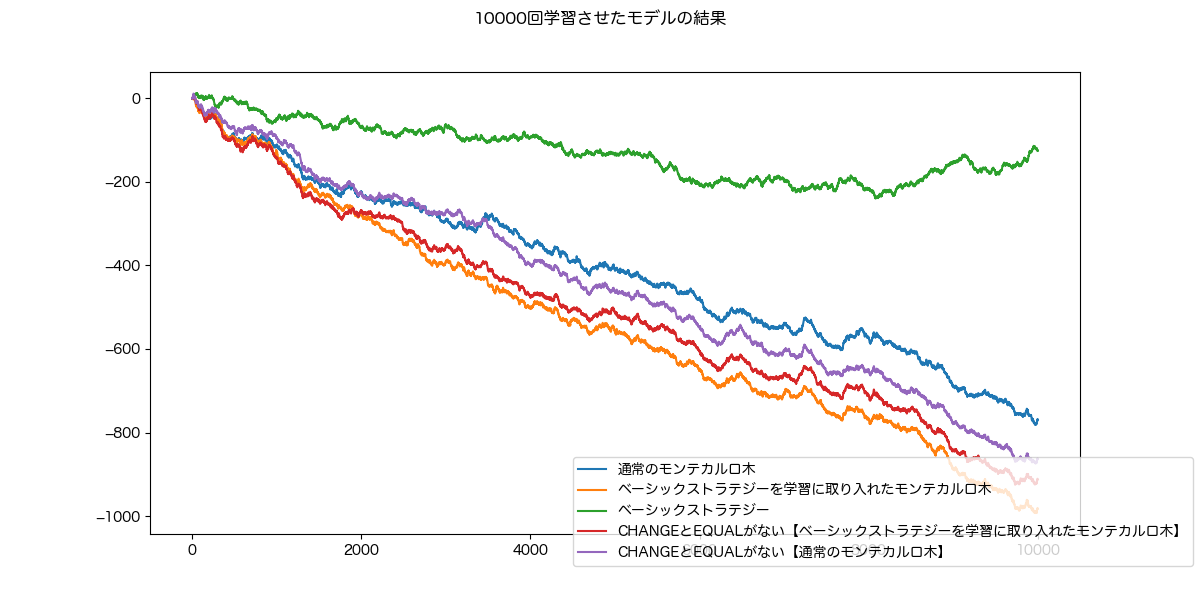 10000回学習させたモデルの結果
0
−200
−400
−600
−800
−1000
0 2000 4000 6000 8000 10000
通常のモンテカルロ木
ベーシックストラテジーを学習に取り入れたモンテカルロ木
ベーシックストラテジー
CHANGEとEQUALがない【ベーシックストラテジーを学習に取り入れたモンテカルロ木】
CHANGEとEQUALがない【通常のモンテカルロ木】